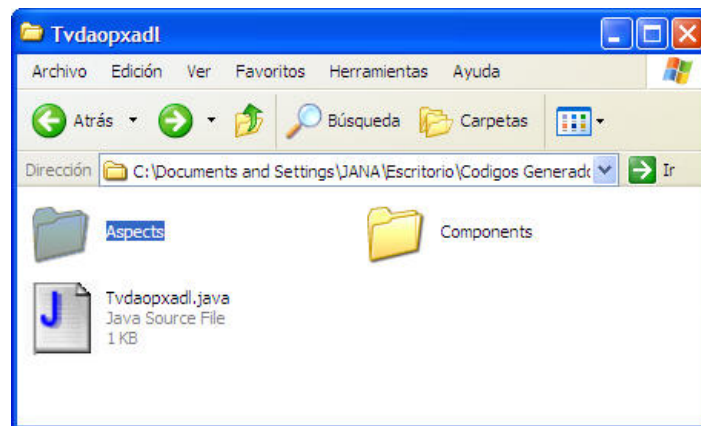 Tvdaopxadl
Archivo Edición Ver Favoritos Herramientas Ayuda
Atrás Búsqueda Carpetas
Dirección C:\Documents and Settings\JANA\Escritorio\Codigos Generado Ir
Aspects Components
Tvdaopxadl.java
Java Source File
1 KB